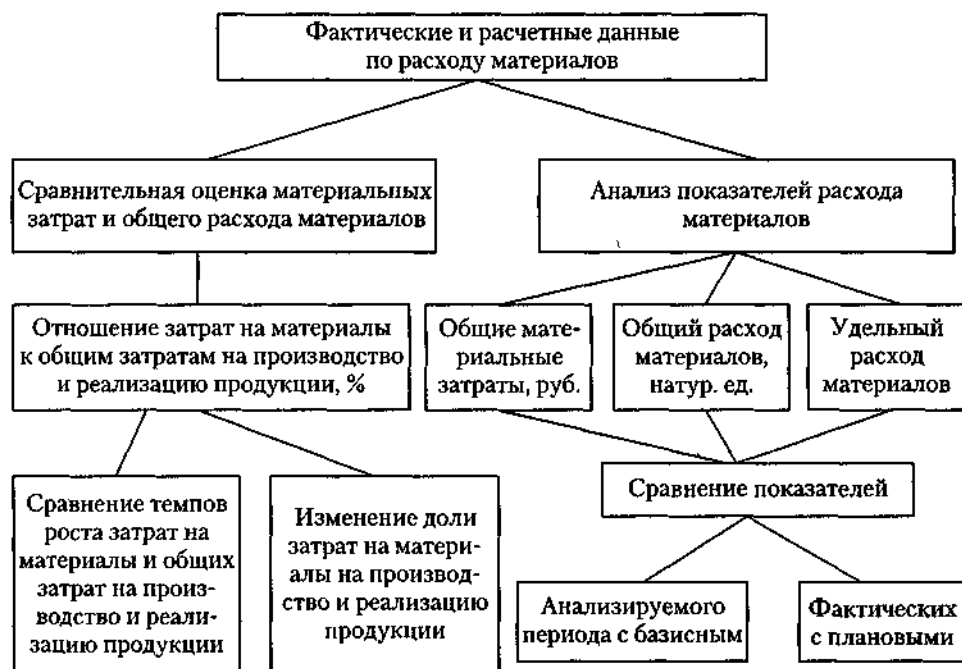 Фактические и расчетные данные
по расходу материалов
Сравнительная оценка материальных
затрат и общего расхода материалов
Анализ показателей расхода
материалов
Отношение затрат на материалы
к общим затратам на производство
и реализацию продукции, %
Общие мате-
риальные
затраты, руб.
Общий расход
материалов,
натур. ед.
Удельный
расход
материалов
Сравнение показателей
Сравнение темпов
роста затрат на
материалы и общих
затрат на произ-
водство и реали-
зацию продукции
Изменение доли
затрат на матери-
алы на производ-
ство и реализацию
продукции
Анализируемого
периода с базисным
Фактических
с плановыми